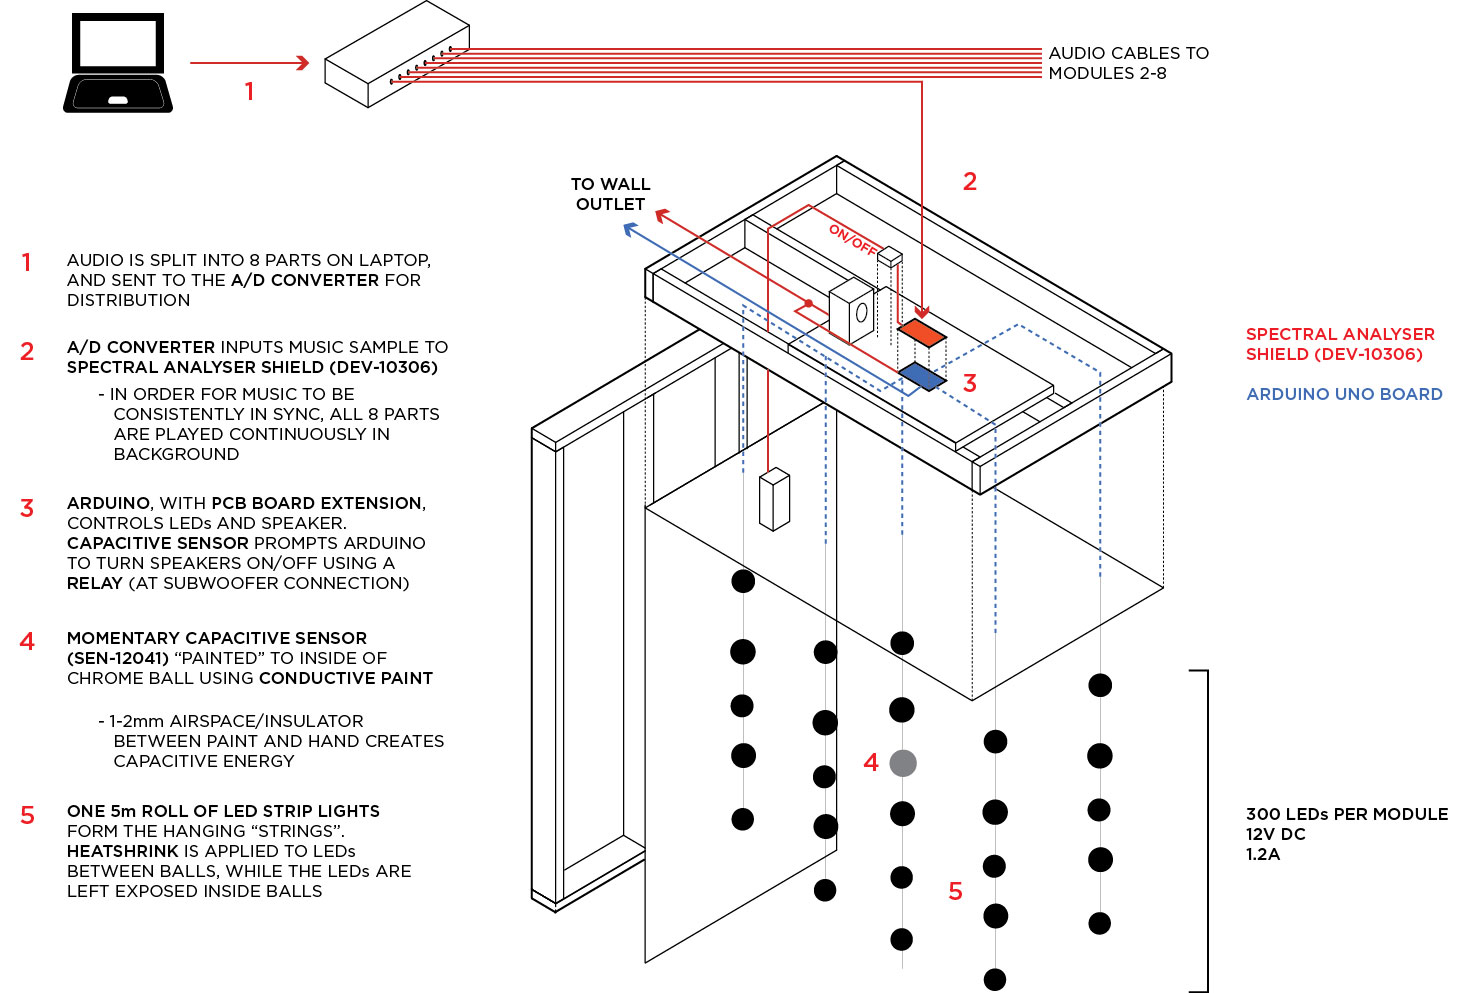 AUDIO CABLES TO
MODULES 2-8
1
2
TO WALL
OUTLET
ON/OFF
3
4
5
1 AUDIO IS SPLIT INTO 8 PARTS ON LAPTOP,
AND SENT TO THE A/D CONVERTER FOR
DISTRIBUTION
2 A/D CONVERTER INPUTS MUSIC SAMPLE TO
SPECTRAL ANALYSER SHIELD (DEV-10306)
- IN ORDER FOR MUSIC TO BE
CONSISTENTLY IN SYNC, ALL 8 PARTS
ARE PLAYED CONTINUOUSLY IN
BACKGROUND
3 ARDUINO, WITH PCB BOARD EXTENSION,
CONTROLS LEDs AND SPEAKER.
CAPACITIVE SENSOR PROMPTS ARDUINO
TO TURN SPEAKERS ON/OFF USING A
RELAY (AT SUBWOOFER CONNECTION)
4 MOMENTARY CAPACITIVE SENSOR
(SEN-12041) “PAINTED” TO INSIDE OF
CHROME BALL USING CONDUCTIVE PAINT
- 1-2mm AIRSPACE/INSULATOR
BETWEEN PAINT AND HAND CREATES
CAPACITIVE ENERGY
5 ONE 5m ROLL OF LED STRIP LIGHTS
FORM THE HANGING “STRINGS”.
HEATSHRINK IS APPLIED TO LEDs
BETWEEN BALLS, WHILE THE LEDs ARE
LEFT EXPOSED INSIDE BALLS
SPECTRAL ANALYSER
SHIELD (DEV-10306)
ARDUINO UNO BOARD
300 LEDs PER MODULE
12V DC
1.2A